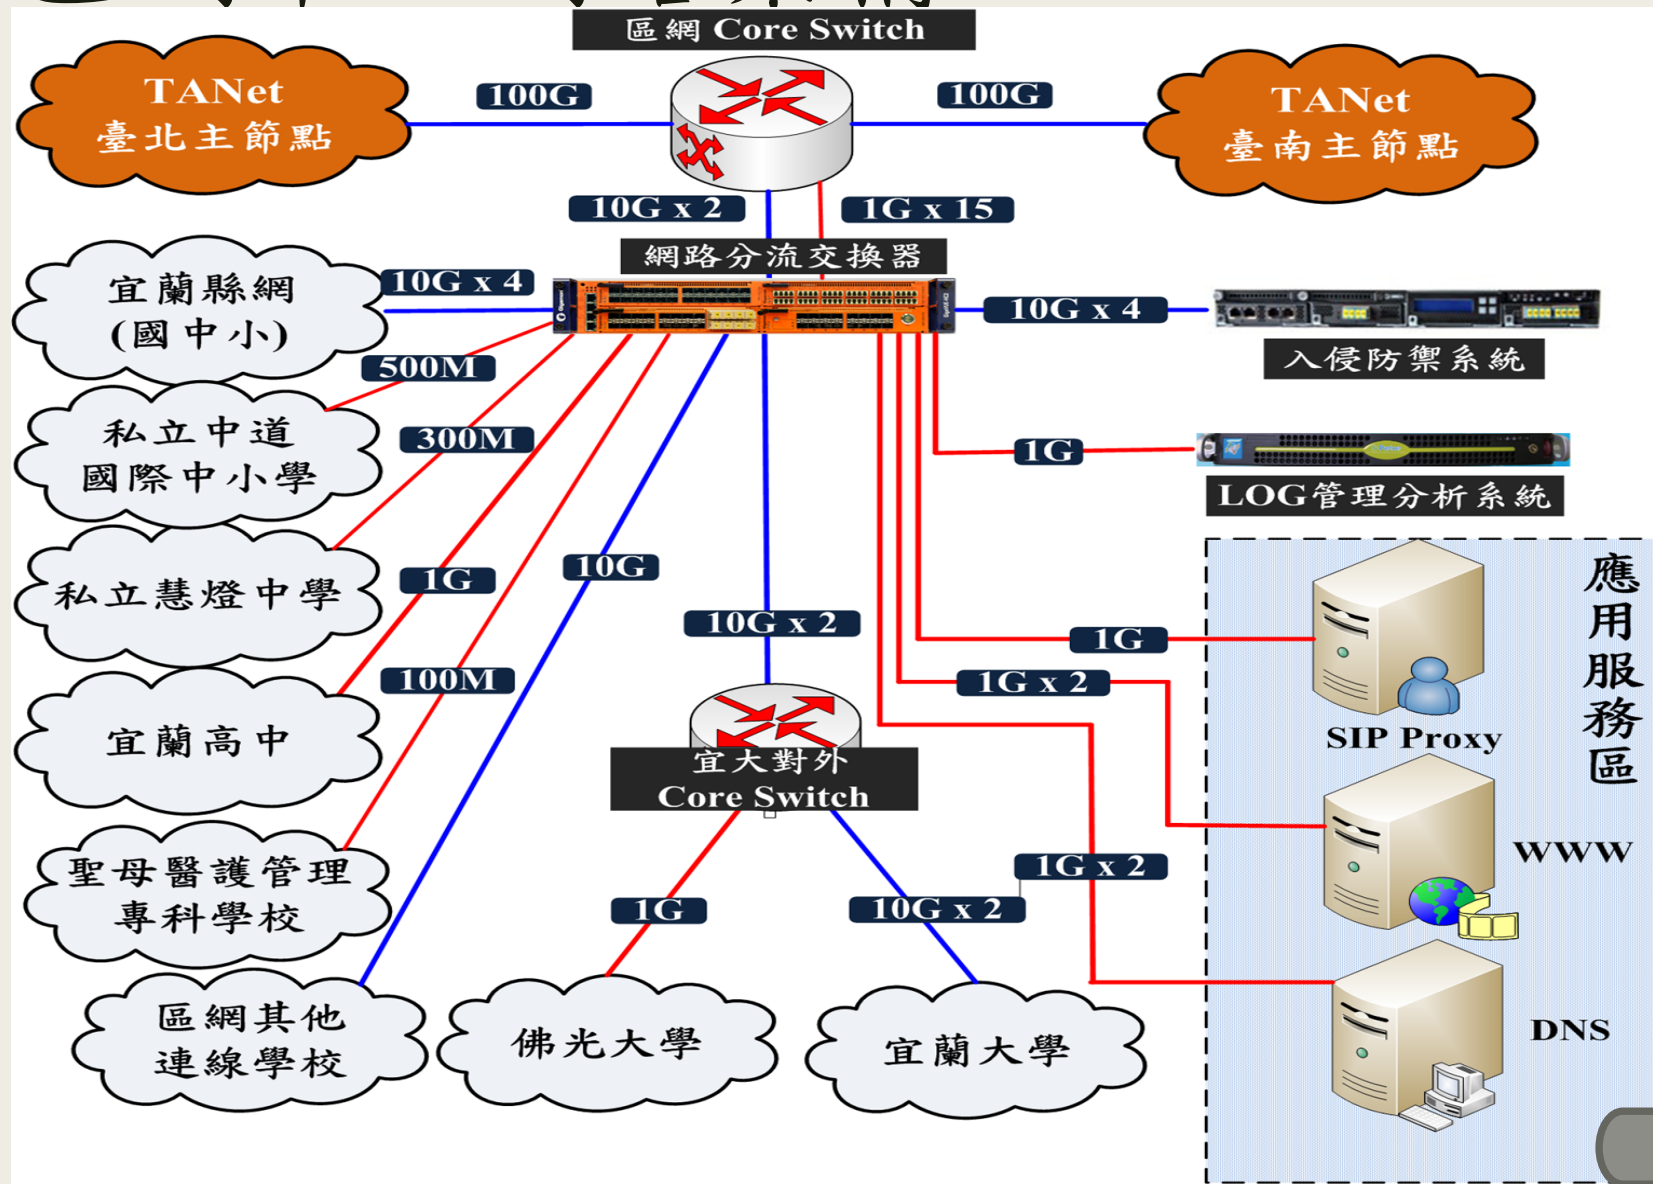 區網 Core Switch
TANet
臺北主節點
100G
100G
TANet
臺南主節點
10G x 2
1G x 15
網路分流交換器
宜蘭縣網
(國中小)
10G x 4
10G x 4
入侵防禦系統
500M
私立中道
國際中小學
300M
1G
LOG管理分析系統
私立慧燈中學
1G
10G
10G x 2
1G
應用服務區
SIP Proxy
宜蘭高中
100M
1G x 2
宜大對外
Core Switch
聖母醫護管理
專科學校
1G
10G x 2
1G x 2
WWW
區網其他
連線學校
佛光大學
宜蘭大學
DNS